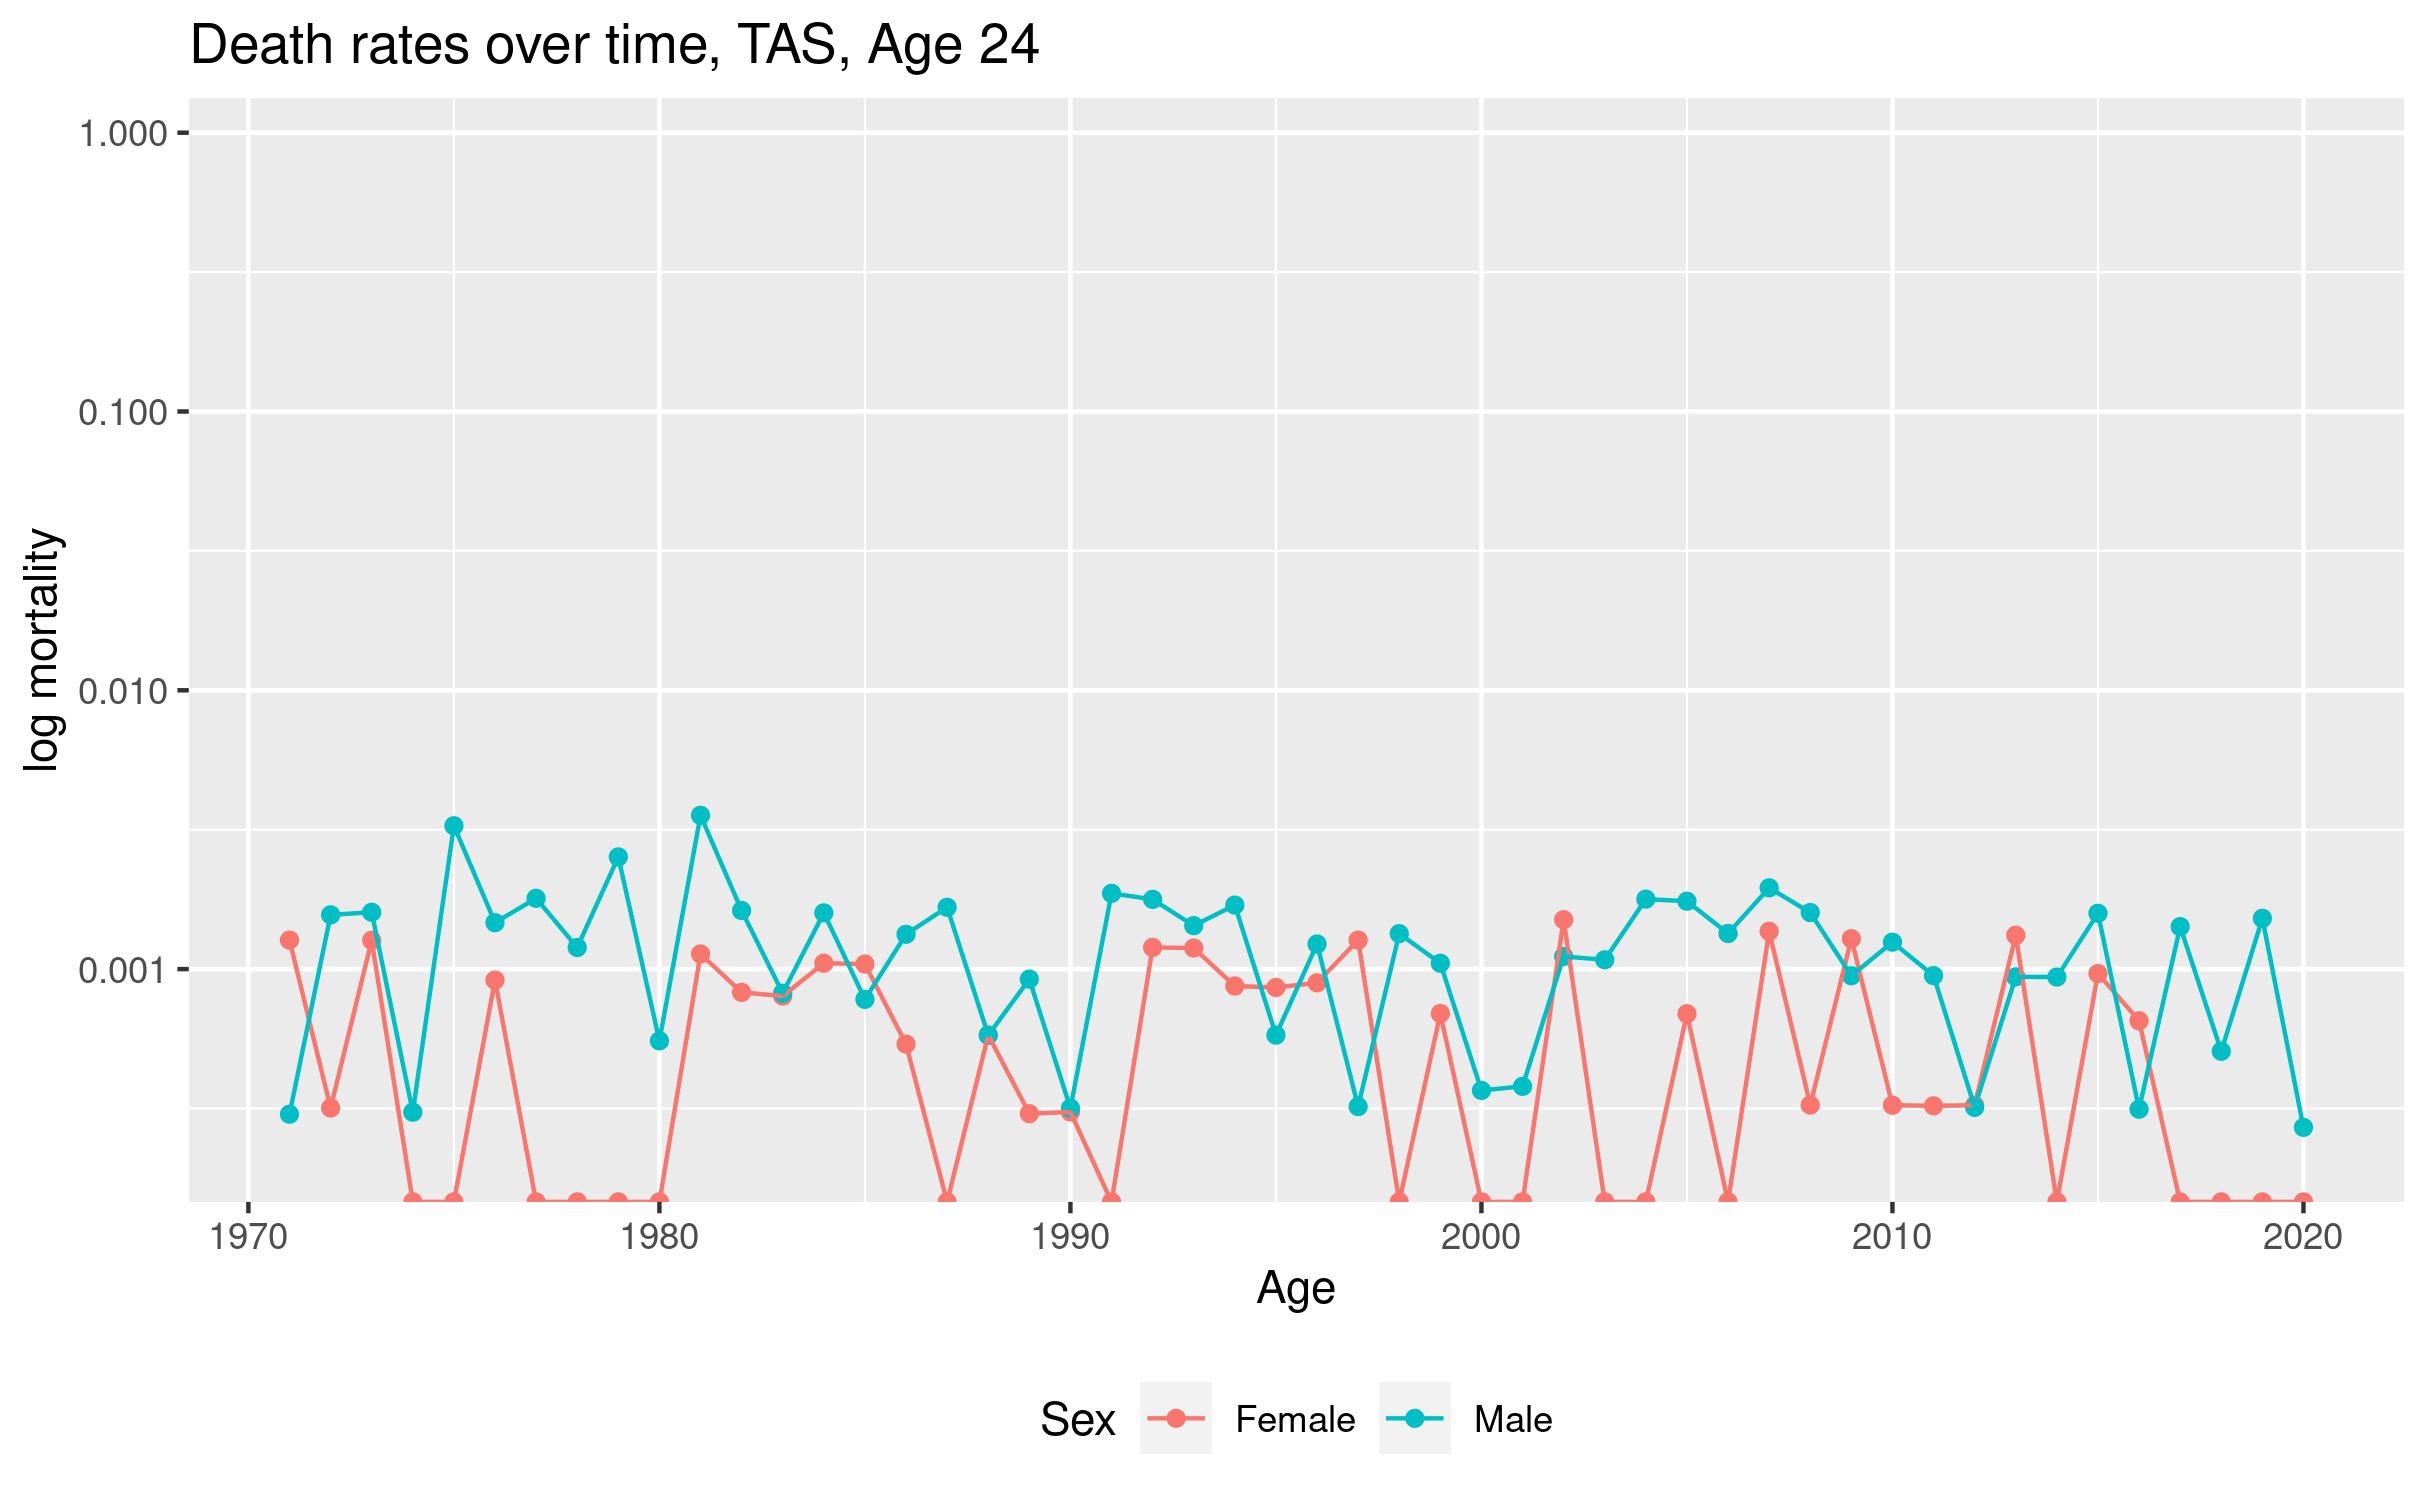 Death rates over time, TAS, Age 24
log mortality
1.000
0.100
0.010
0.001
1970 1980 1990 2000 2010 2020
Age
Sex Female Male